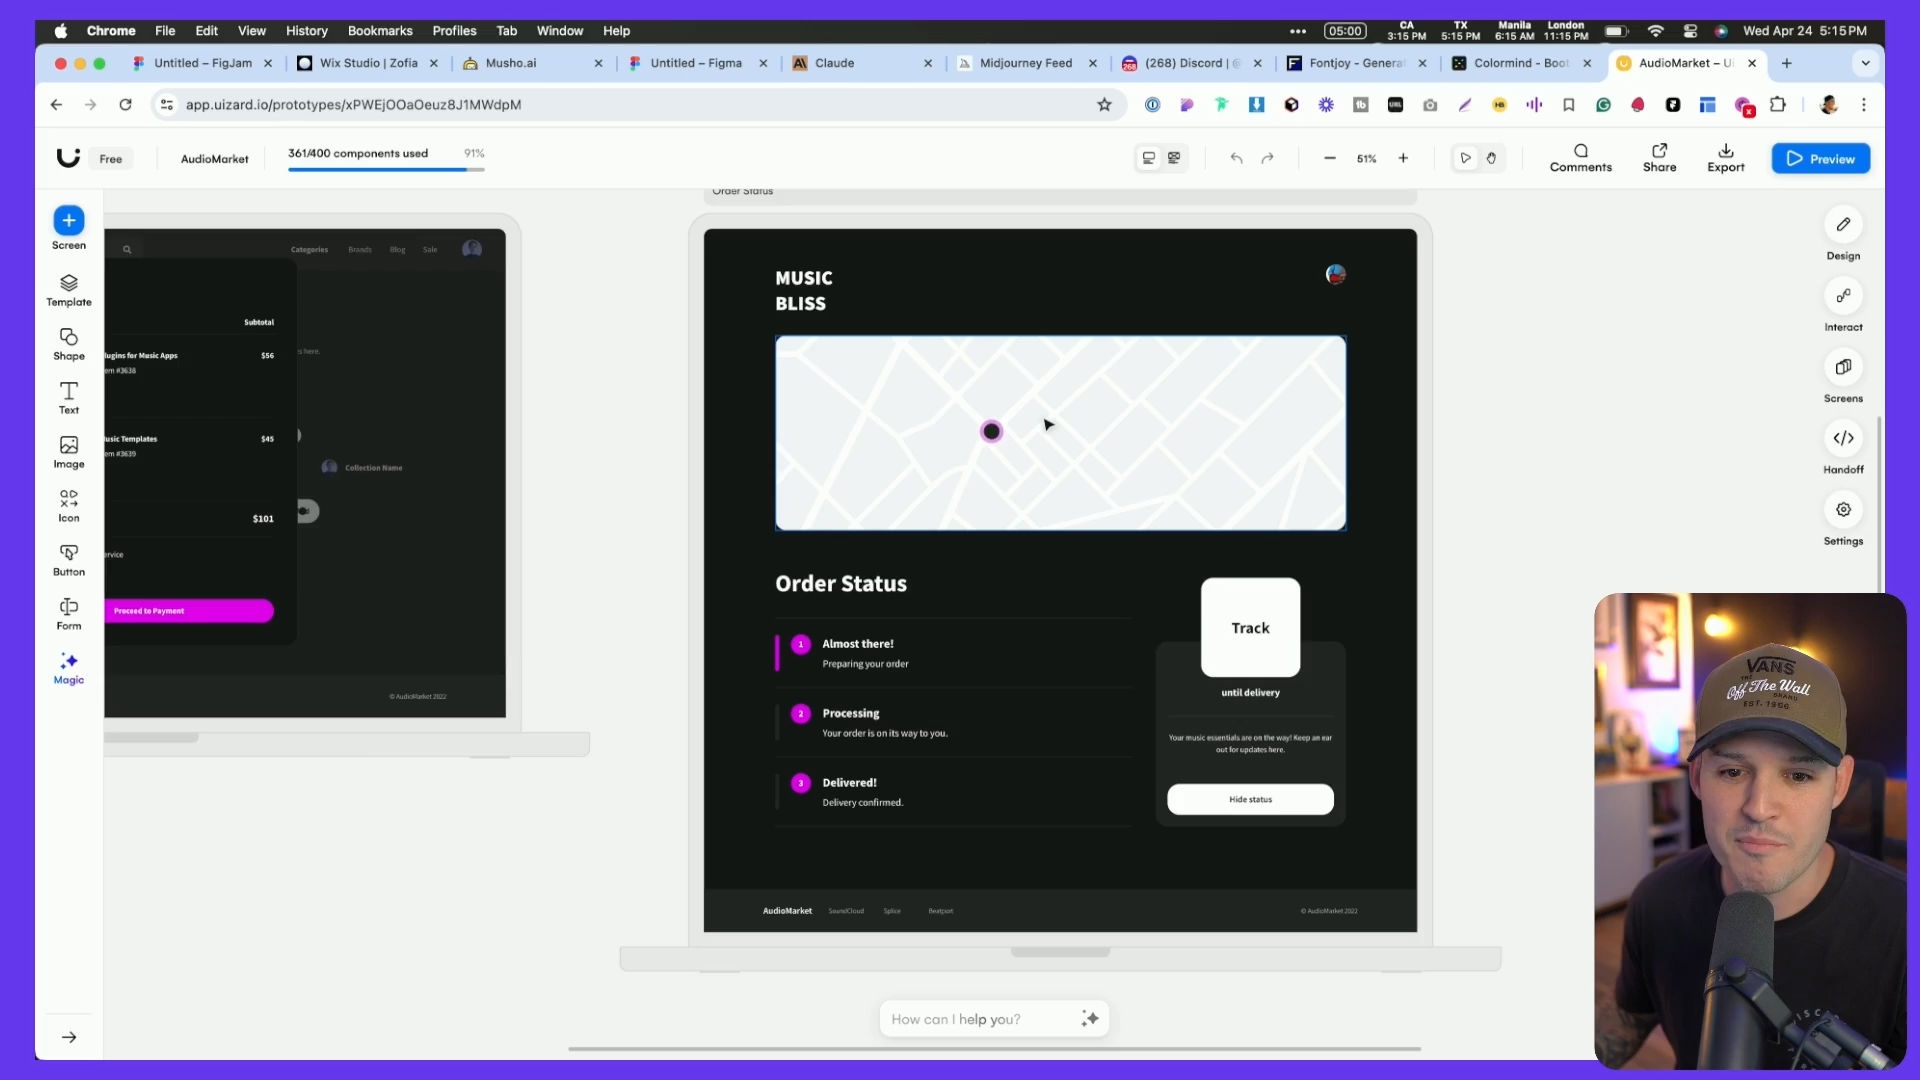 Chrome File Edit View History Bookmarks Profiles Tab Window Help
05:00 CA 3:15 PM TX 5:15 PM Manila 6:15 AM London 11:15 PM Wed Apr 24 5:15 PM
Untitled – FigJam Wix Studio | Zofia Musho.ai Untitled – Figma Claude Midjourney Feed (268) Discord | Fontjoy - Genera Colormind - Boot AudioMarket – Ui
app.uizard.io/prototypes/xPWEjOOaOeuz8J1MWdpM
Free AudioMarket 361/400 components used 91% 51% Comments Share Export Preview
Screen
Template
Shape
Text
Image
Icon
Button
Form
Magic
Categories Brands Blog Sale
Subtotal
lugins for Music Apps $56
em #3638
s here.
usic Templates $45
em #3639
Collection Name
$101
ervice
Proceed to Payment
© AudioMarket 2022
Order Status
MUSIC
BLISS
Order Status
1 Almost there!
Preparing your order
2 Processing
Your order is on its way to you.
3 Delivered!
Delivery confirmed.
Track
until delivery
Your music essentials are on the way! Keep an ear
out for updates here.
Hide status
AudioMarket SoundCloud Splice Beatport © AudioMarket 2022
How can I help you?
Design
Interact
Screens
Handoff
Settings
VANS
"Off The Wall"
EST. 1966